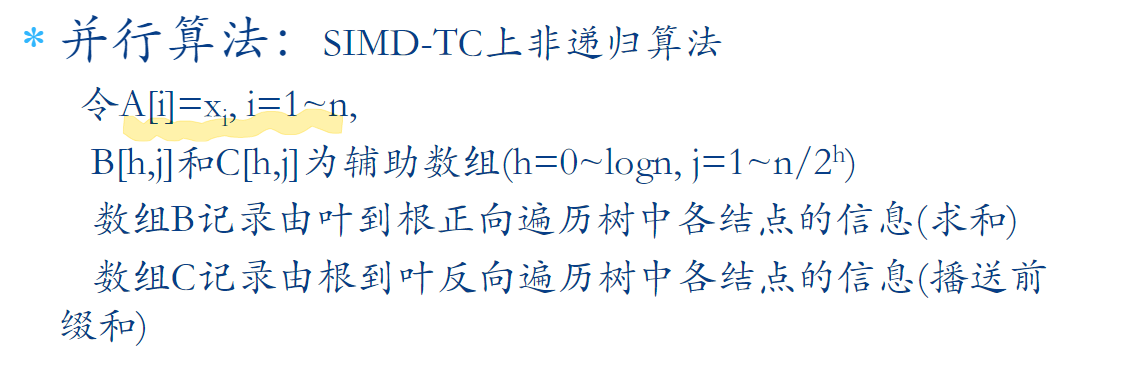 * 并行算法：SIMD-TC上非递归算法
令A[i]=xi, i=1~n,
B[h,j]和C[h,j]为辅助数组(h=0~logn, j=1~n/2h)
数组B记录由叶到根正向遍历树中各结点的信息(求和)
数组C记录由根到叶反向遍历树中各结点的信息(播送前
缀和)